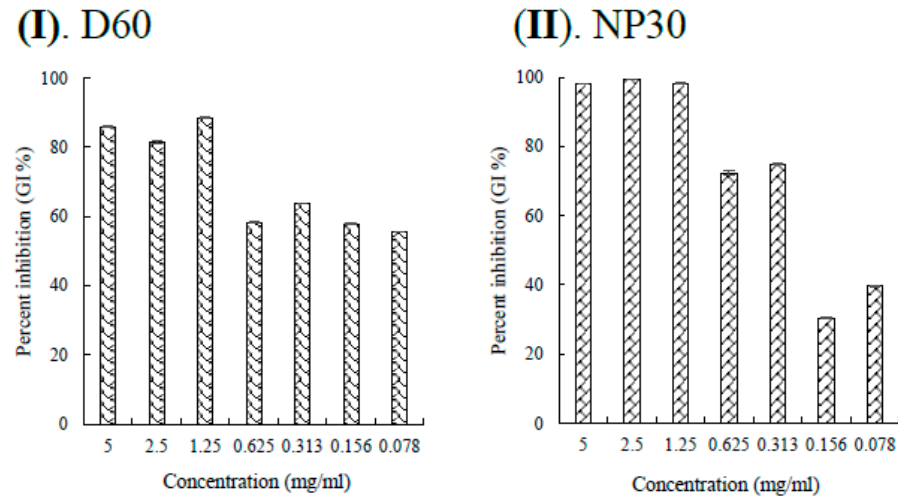 (I). D60
Percent inhibition (GI %)
100
80
60
40
20
0
5 2.5 1.25 0.625 0.313 0.156 0.078
Concentration (mg/ml)
(II). NP30
Percent inhibition (GI %)
100
80
60
40
20
0
5 2.5 1.25 0.625 0.313 0.156 0.078
Concentration (mg/ml)